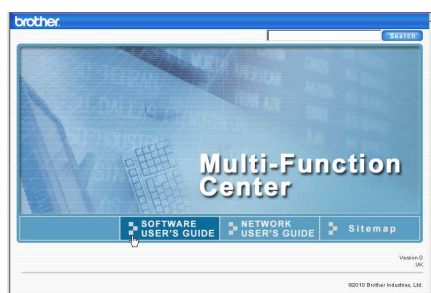 brother.
Search
Multi-Function
Center
SOFTWARE
USER'S GUIDE
NETWORK
USER'S GUIDE
Sitemap
Version 0
UK
©2010 Brother Industries, Ltd.